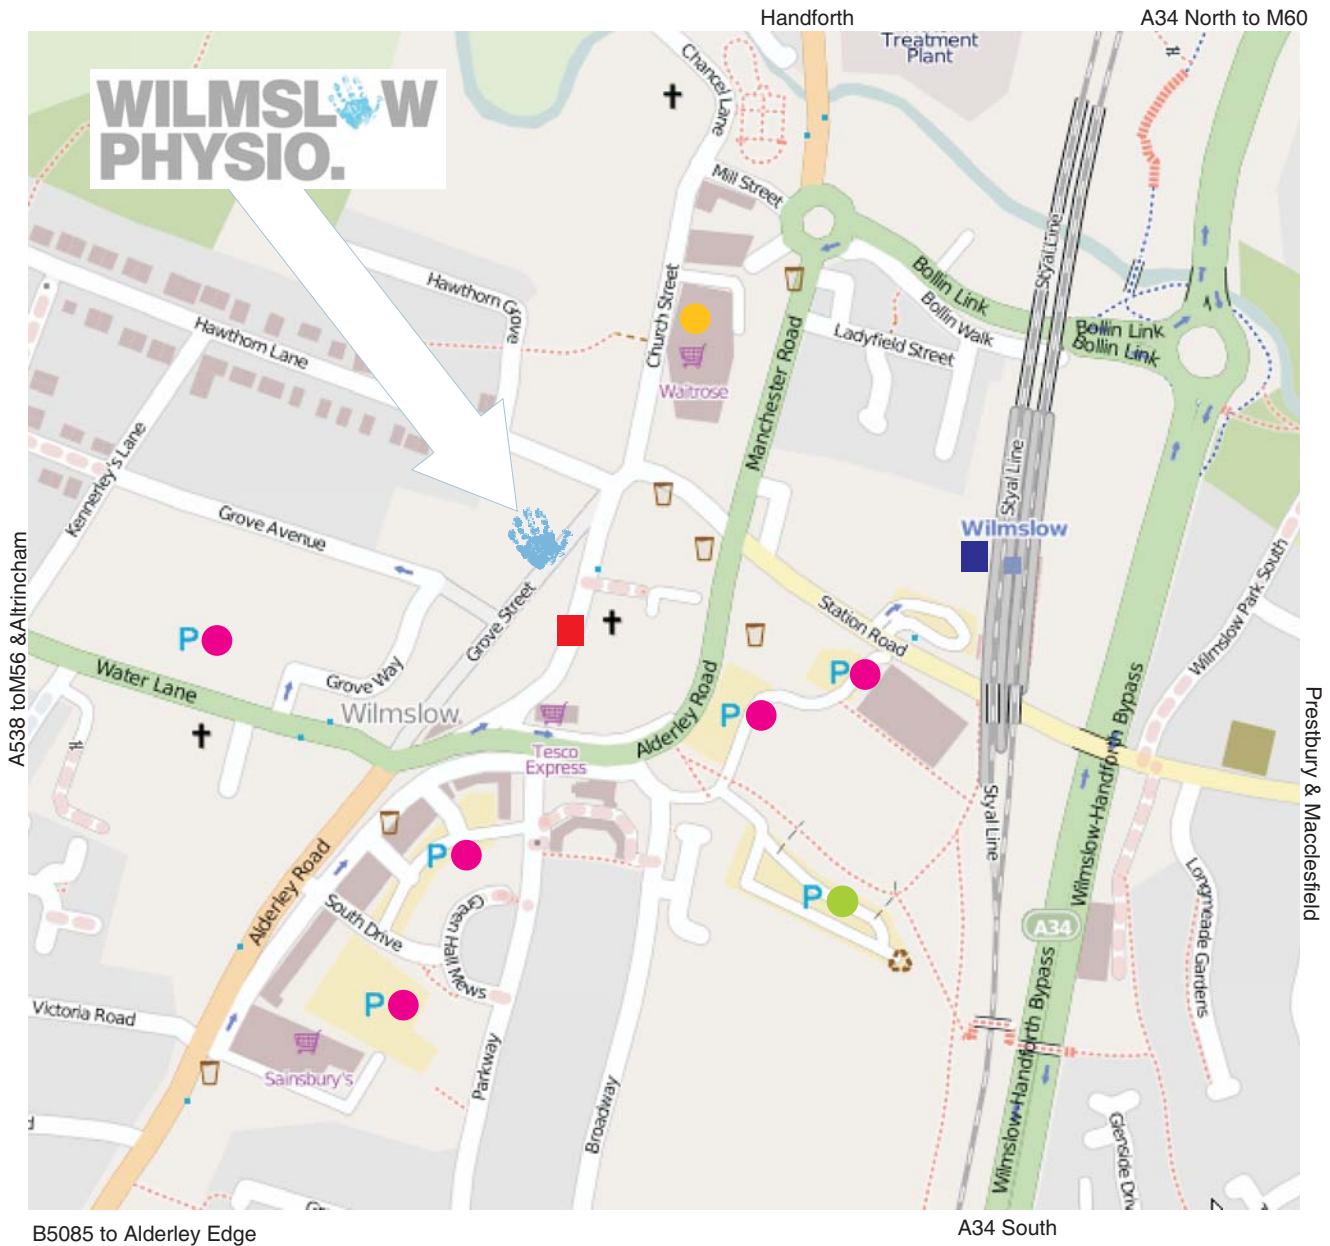 Handforth
A34 North to M60
Treatment
Plant
WILMSLOW
PHYSIO.
Chancel Lane
Mill Street
Styal Line
Hawthorn Grove
Church Street
Bollin Link
Bollin Walk
Bollin Link
Bollin Link
Hawthorn Lane
Ladyfield Street
Manchester Road
Waitrose
Kennerley's Lane
Styal Line
Grove Avenue
Wilmslow
A538 toM56 &Altrincham
Wilmslow Park South
Grove Street
Station Road
P
Water Lane
Grove Way
P
P
Wilmslow
Alderley Road
Tesco
Express
Wilmslow-Handforth Bypass
Prestbury & Macclesfield
Styal Line
P
Alderley Road
South Drive
Green Hall Mews
P
Longmeade Gardens
A34
P
Victoria Road
Sainsbury's
Parkway
Broadway
Wilmslow-Handforth Bypass
B5085 to Alderley Edge
A34 South